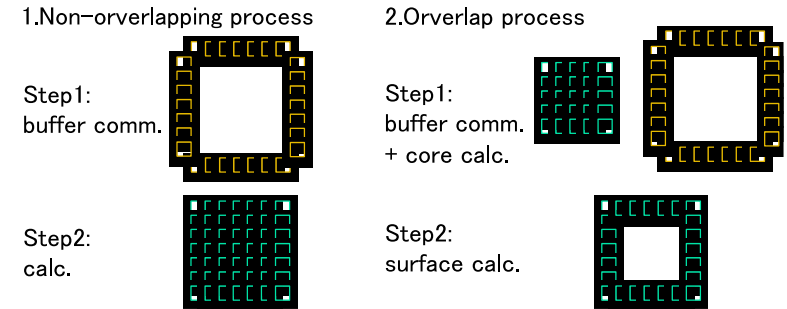 1.Non-orverlapping process
Step1:
buffer comm.
Step2:
calc.
2.Orverlap process
Step1:
buffer comm.
+ core calc.
Step2:
surface calc.